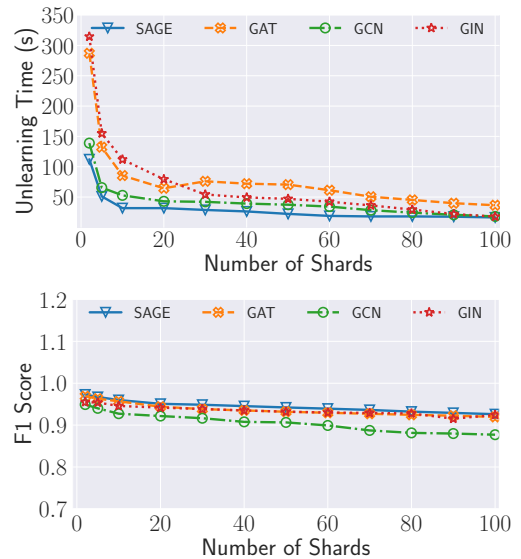 350
300
250
200
150
100
50
Unlearning Time (s)
SAGE GAT GCN GIN
0 20 40 60 80 100
Number of Shards
1.2
1.1
1.0
0.9
0.8
0.7
F1 Score
SAGE GAT GCN GIN
0 20 40 60 80 100
Number of Shards